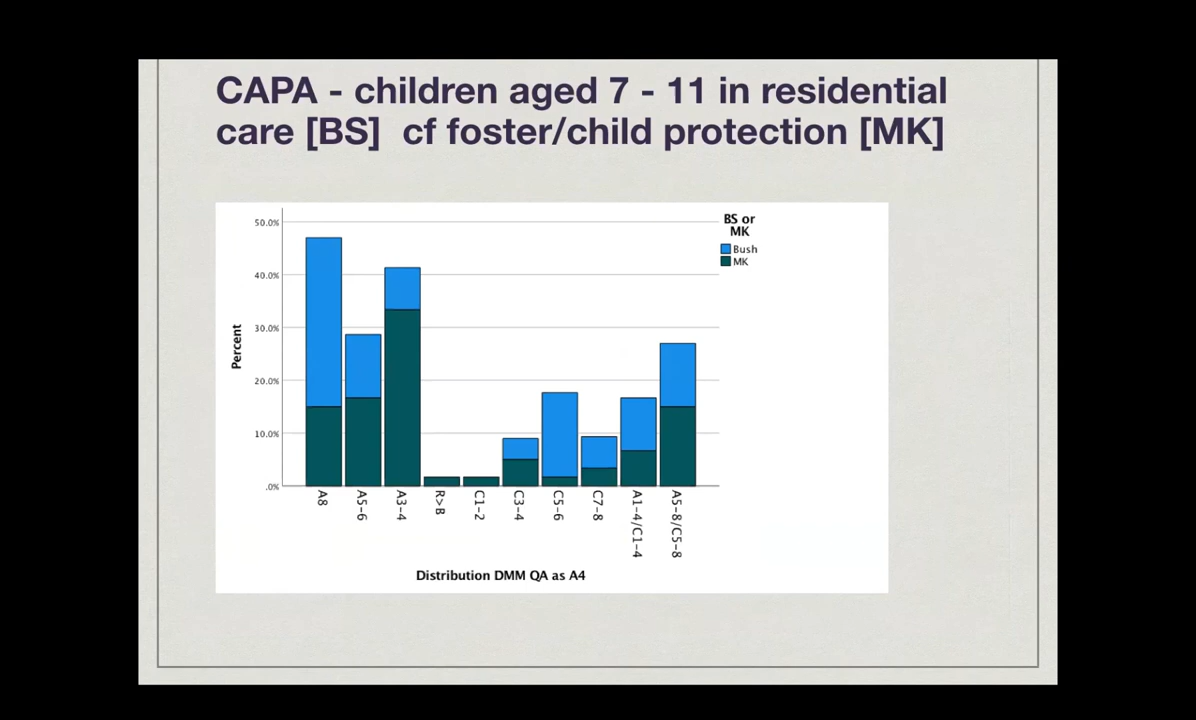 CAPA - children aged 7 - 11 in residential
care [BS] cf foster/child protection [MK]
BS or
MK
Bush
MK
50.0%
40.0%
30.0%
20.0%
10.0%
.0%
Percent
A8
A5-6
A3-4
R>B
C1-2
C3-4
C5-6
C7-8
A1-4/C1-4
A5-8/C5-8
Distribution DMM QA as A4